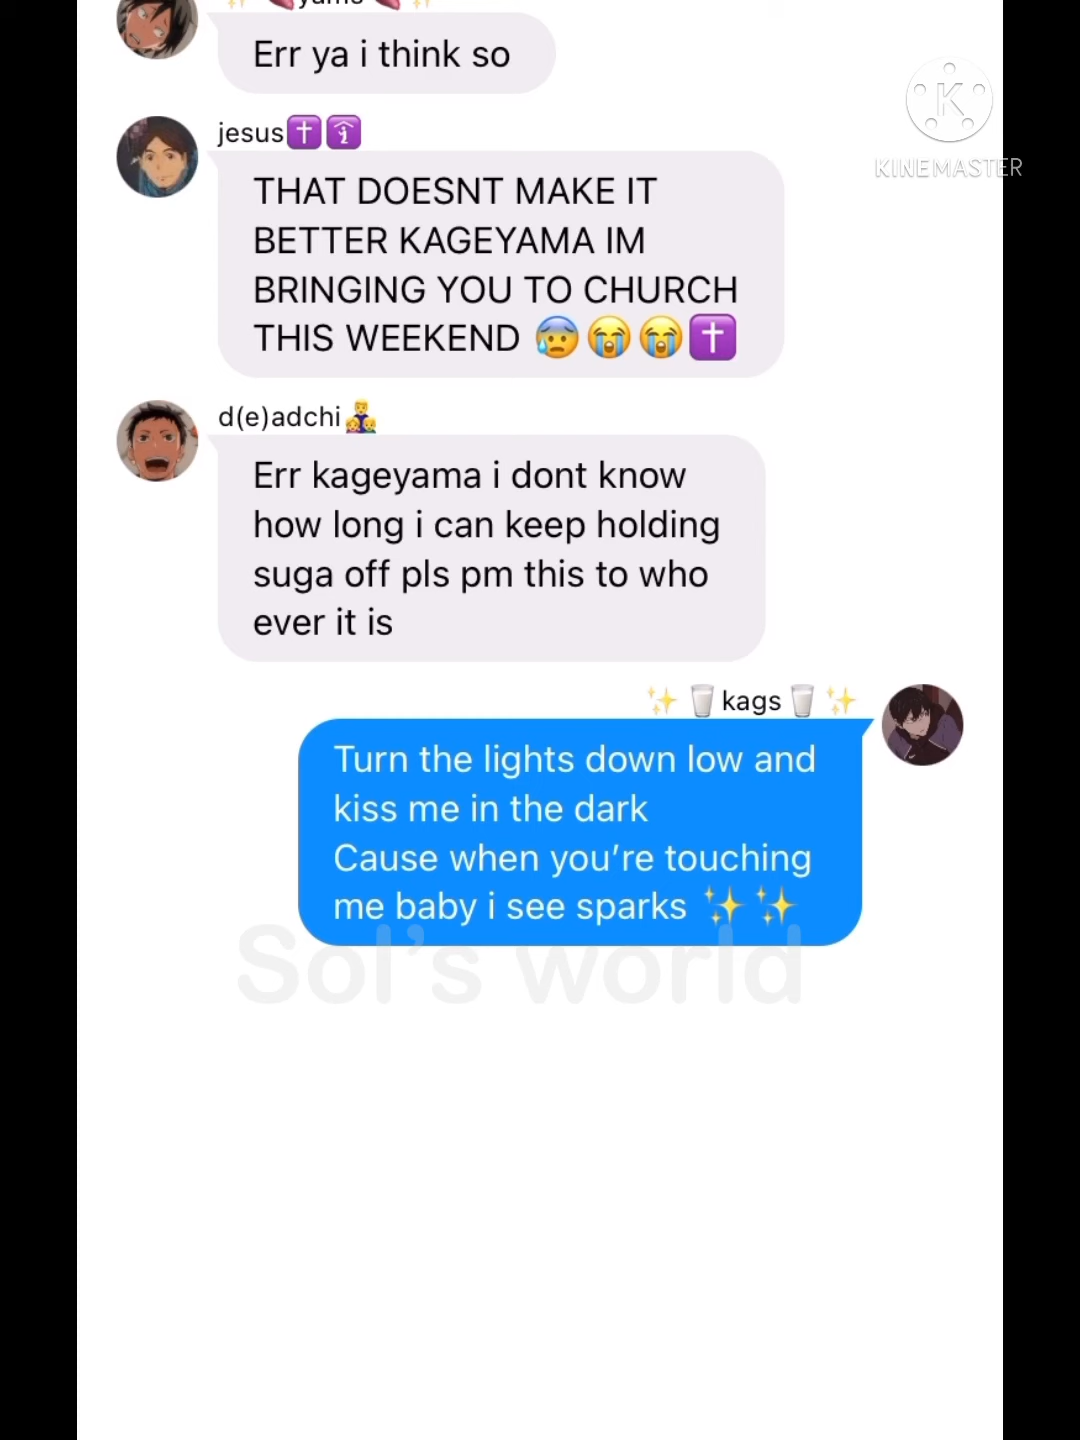 yams
Err ya i think so
KINEMASTER
jesus✝️🛐
THAT DOESNT MAKE IT
BETTER KAGEYAMA IM
BRINGING YOU TO CHURCH
THIS WEEKEND 😰😭😭✝️
d(e)adchi👨‍👧‍👦
Err kageyama i dont know
how long i can keep holding
suga off pls pm this to who
ever it is
✨🥛kags🥛✨
Turn the lights down low and
kiss me in the dark
Cause when you’re touching
me baby i see sparks ✨✨
Sol’s world